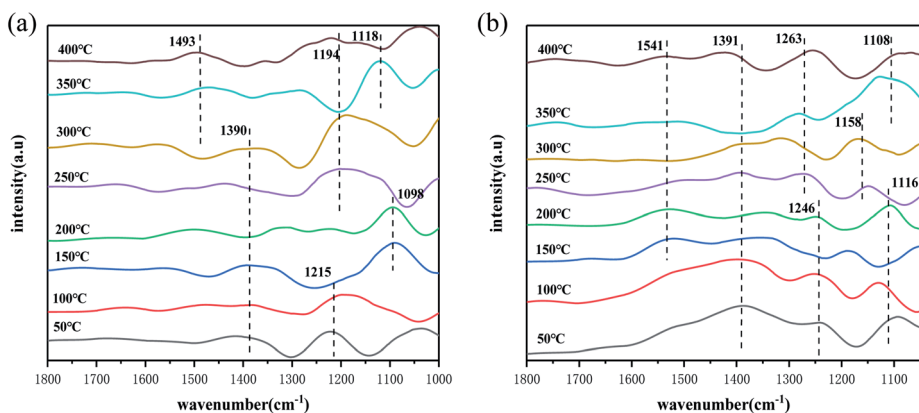 (a)
1493
1118
1194
400℃
350℃
300℃
1390
250℃
1098
200℃
150℃
1215
100℃
50℃
intensity(a.u)
1800 1700 1600 1500 1400 1300 1200 1100 1000
wavenumber(cm⁻¹)
(b)
1541 1391 1263 1108
400℃
350℃
1158
300℃
250℃
1116
1246
200℃
150℃
100℃
50℃
intensity(a.u)
1800 1700 1600 1500 1400 1300 1200 1100
wavenumber(cm⁻¹)